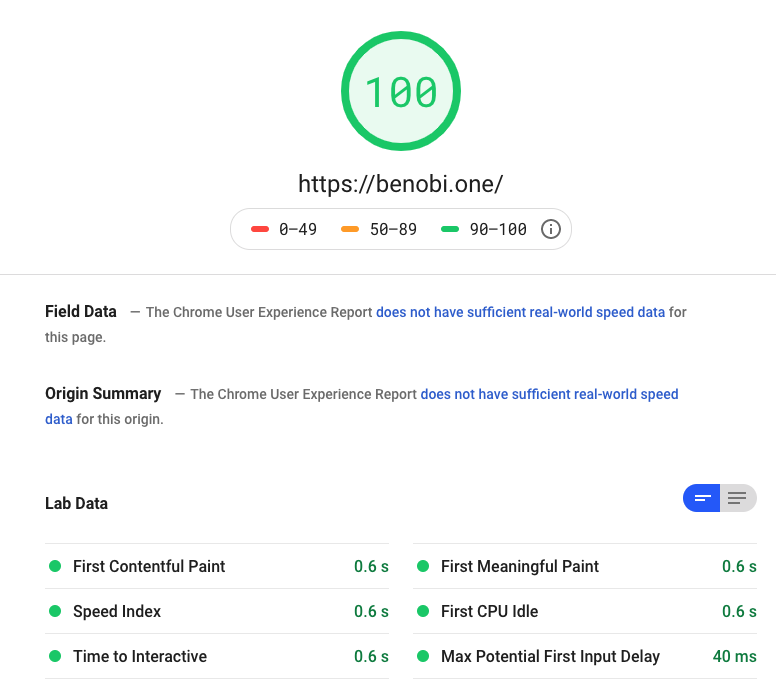 100
https://benobi.one/
0–49 50–89 90–100
Field Data — The Chrome User Experience Report does not have sufficient real-world speed data for
this page.
Origin Summary — The Chrome User Experience Report does not have sufficient real-world speed
data for this origin.
Lab Data
First Contentful Paint 0.6 s
First Meaningful Paint 0.6 s
Speed Index 0.6 s
First CPU Idle 0.6 s
Time to Interactive 0.6 s
Max Potential First Input Delay 40 ms